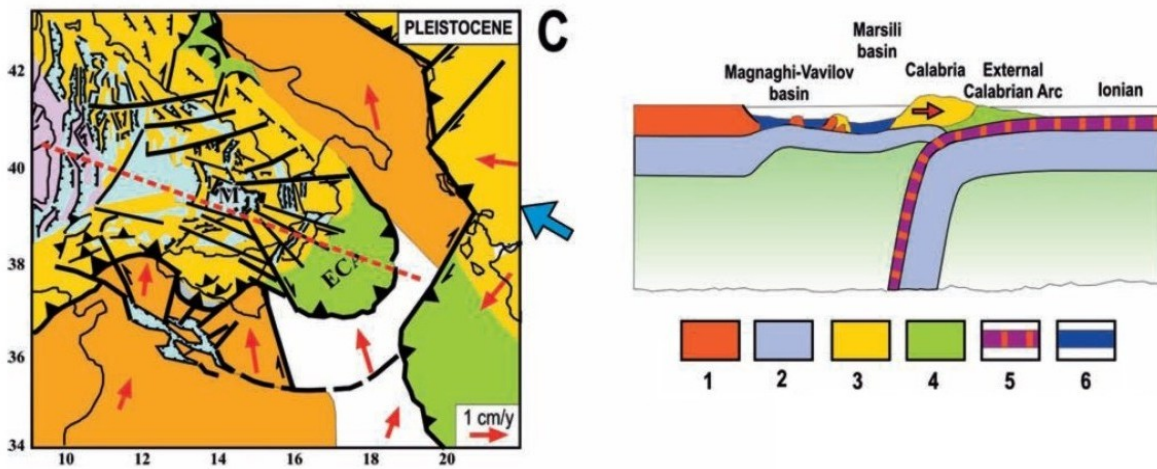 PLEISTOCENE
C
42
40
38
36
34
10
12
14
16
18
20
M
ECA
1 cm/y
Marsili
basin
Magnaghi-Vavilov
basin
Calabria
External
Calabrian Arc
Ionian
1
2
3
4
5
6